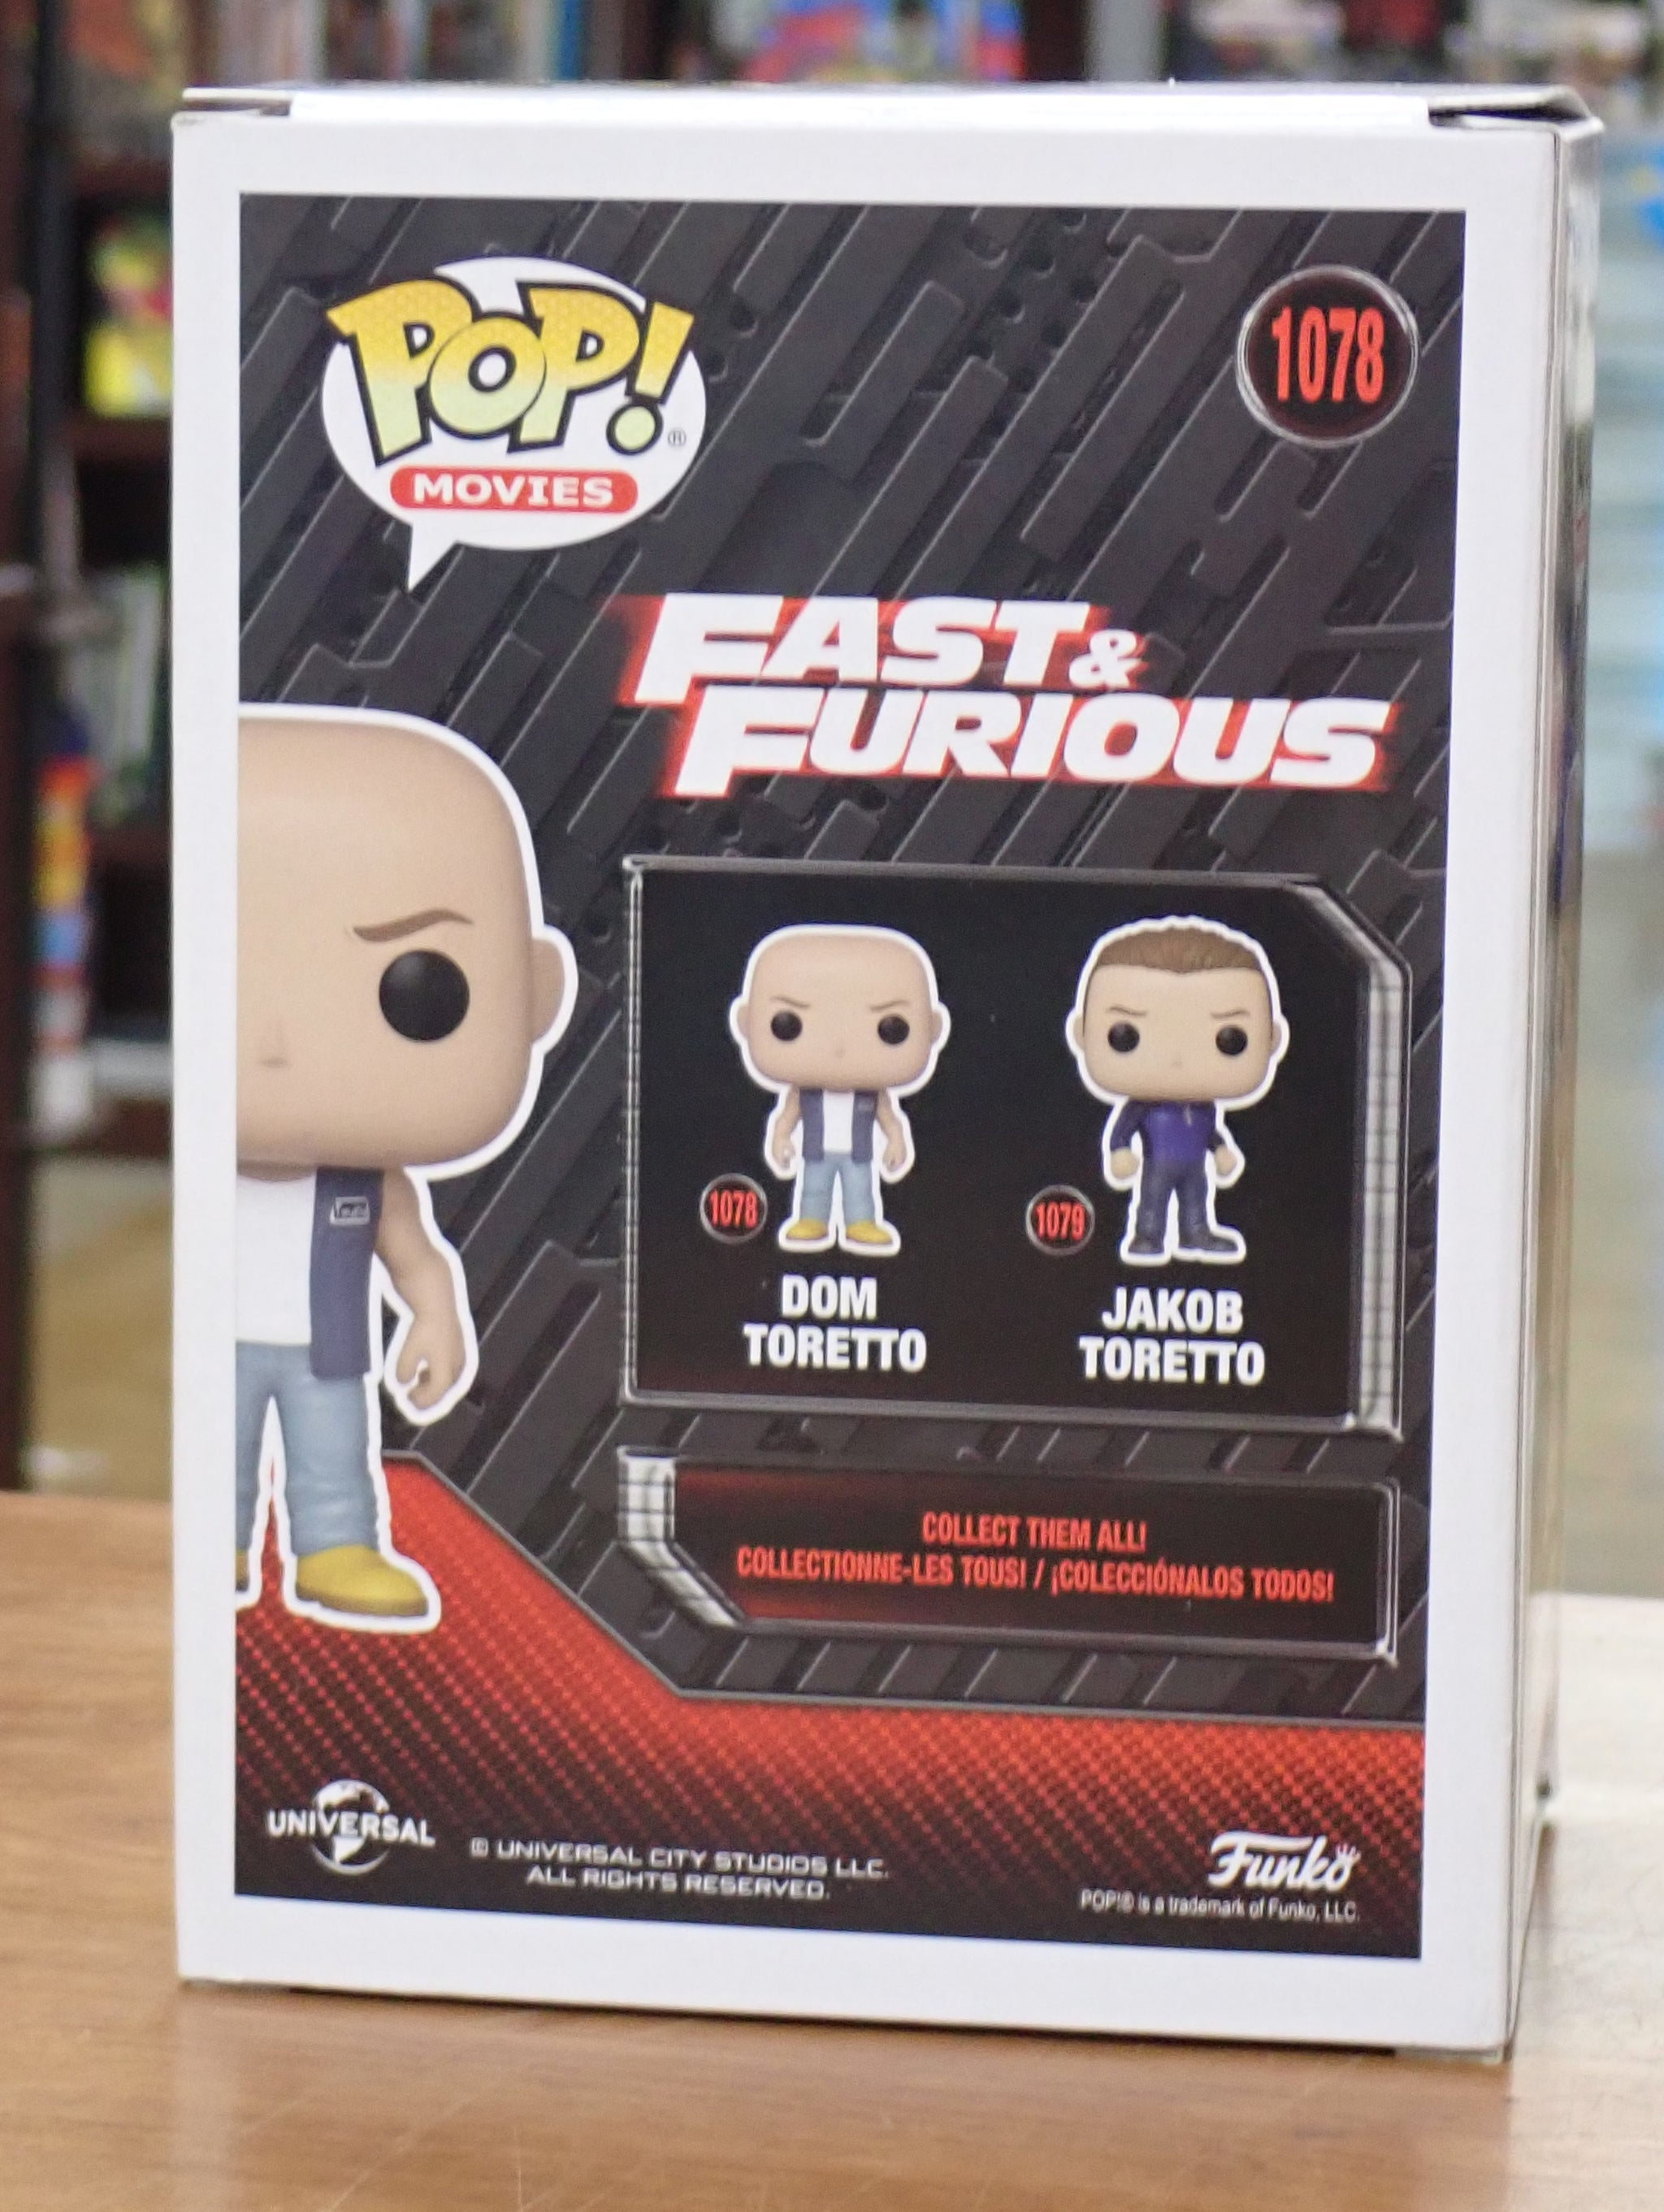 POP!®
MOVIES
1078
FAST &
FURIOUS
1078
DOM
TORETTO
1079
JAKOB
TORETTO
COLLECT THEM ALL!
COLLECTIONNE-LES TOUS! / ¡COLECCIÓNALOS TODOS!
UNIVERSAL
© UNIVERSAL CITY STUDIOS LLC.
ALL RIGHTS RESERVED.
Funko
POP!® is a trademark of Funko, LLC.